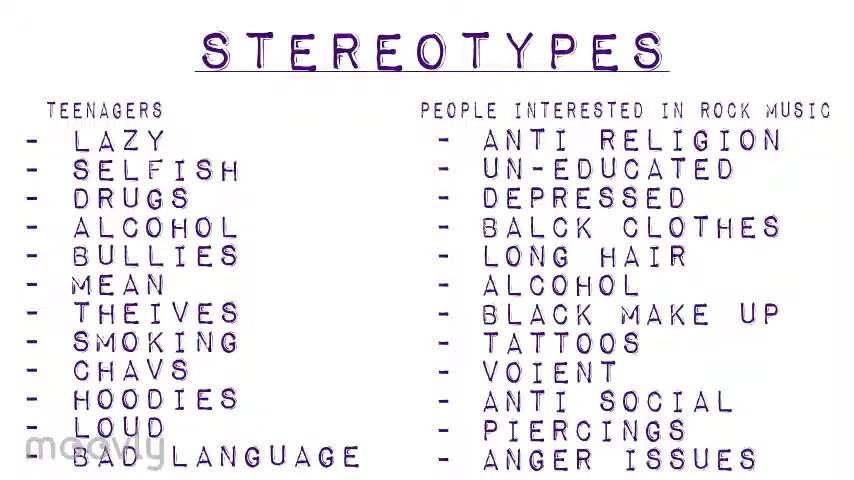 STEREOTYPES
TEENAGERS
- LAZY
- SELFISH
- DRUGS
- ALCOHOL
- BULLIES
- MEAN
- THEIVES
- SMOKING
- CHAVS
- HOODIES
- LOUD
- BAD LANGUAGE
PEOPLE INTERESTED IN ROCK MUSIC
- ANTI RELIGION
- UN-EDUCATED
- DEPRESSED
- BALCK CLOTHES
- LONG HAIR
- ALCOHOL
- BLACK MAKE UP
- TATTOOS
- VOIENT
- ANTI SOCIAL
- PIERCINGS
- ANGER ISSUES
moovly